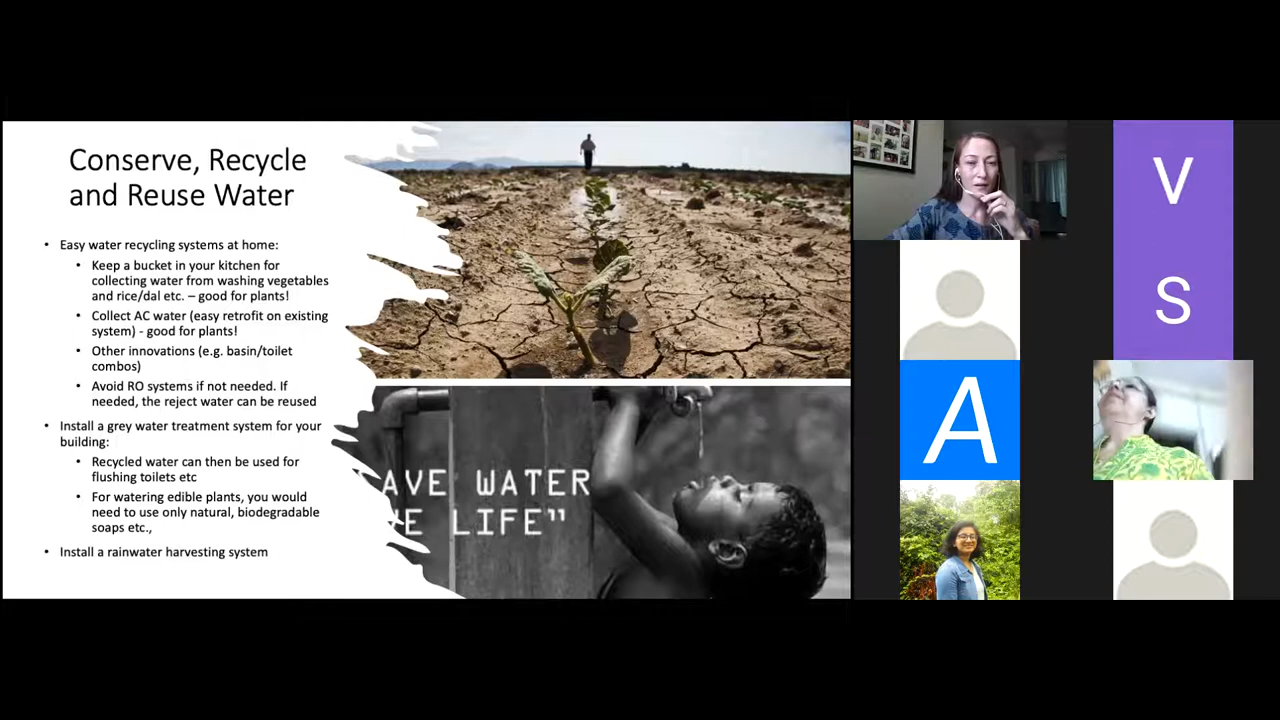 Conserve, Recycle
and Reuse Water
• Easy water recycling systems at home:
• Keep a bucket in your kitchen for
collecting water from washing vegetables
and rice/dal etc. – good for plants!
• Collect AC water (easy retrofit on existing
system) - good for plants!
• Other innovations (e.g. basin/toilet
combos)
• Avoid RO systems if not needed. If
needed, the reject water can be reused
• Install a grey water treatment system for your
building:
• Recycled water can then be used for
flushing toilets etc
• For watering edible plants, you would
need to use only natural, biodegradable
soaps etc.,
• Install a rainwater harvesting system
AVE WATER
E LIFE"
V
S
A